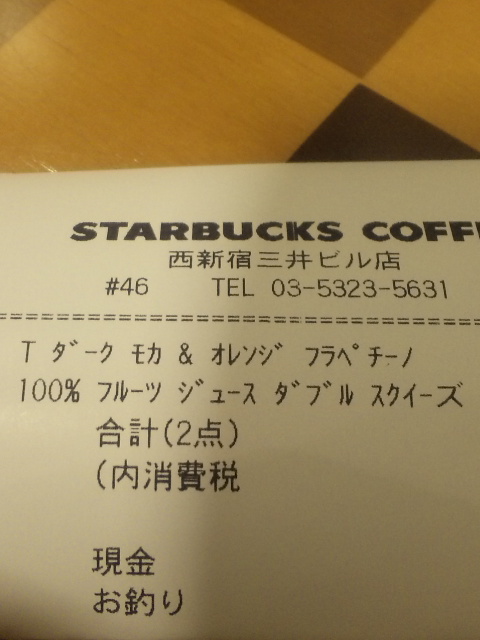 STARBUCKS COFF
西新宿三井ビル店
#46 TEL 03-5323-5631
T ﾀﾞｰｸ ﾓｶ & ｵﾚﾝｼﾞ ﾌﾗﾍﾟﾁｰﾉ
100% ﾌﾙｰﾂ ｼﾞｭｰｽ ﾀﾞﾌﾞﾙ ｽｸｲｰｽﾞ
合計(2点)
(内消費税
現金
お釣り